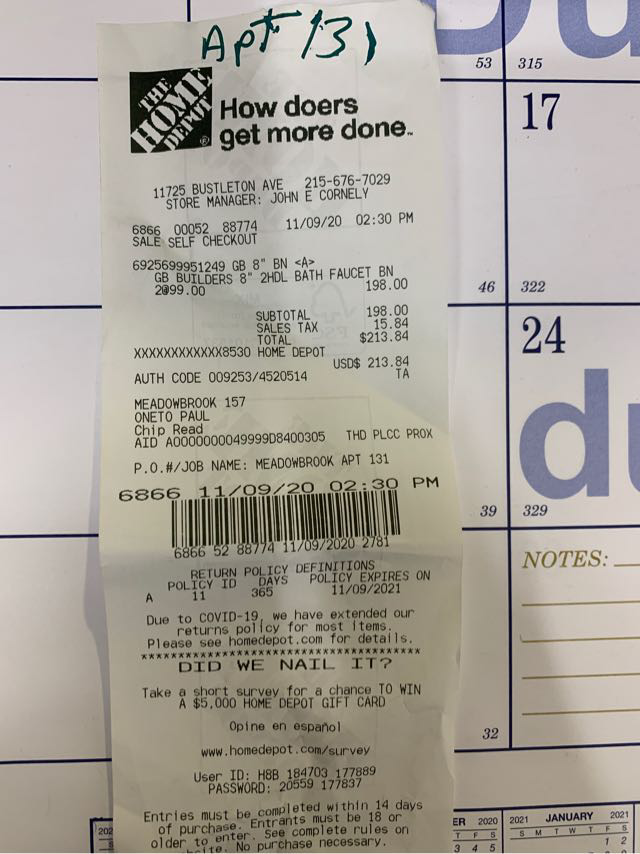 Apt 131
THE HOME DEPOT
How doers
get more done.
11725 BUSTLETON AVE 215-676-7029
STORE MANAGER: JOHN E CORNELY
6866 00052 88774 11/09/20 02:30 PM
SALE SELF CHECKOUT
6925699951249 GB 8" BN <A>
GB BUILDERS 8" 2HDL BATH FAUCET BN
2@99.00 198.00
SUBTOTAL 198.00
SALES TAX 15.84
TOTAL $213.84
XXXXXXXXXXXX8530 HOME DEPOT
USD$ 213.84
AUTH CODE 009253/4520514 TA
MEADOWBROOK 157
ONETO PAUL
Chip Read
AID A0000000049999D8400305 THD PLCC PROX
P.O.#/JOB NAME: MEADOWBROOK APT 131
6866 11/09/20 02:30 PM
6866 52 88774 11/09/2020 2781
RETURN POLICY DEFINITIONS
POLICY ID DAYS POLICY EXPIRES ON
A 11 365 11/09/2021
Due to COVID-19, we have extended our
returns policy for most items.
Please see homedepot.com for details.
*****************************************
DID WE NAIL IT?
Take a short survey for a chance TO WIN
A $5,000 HOME DEPOT GIFT CARD
Opine en español
www.homedepot.com/survey
User ID: H8B 184703 177889
PASSWORD: 20559 177837
Entries must be completed within 14 days
of purchase. Entrants must be 18 or
older to enter. See complete rules on
No purchase necessary.
53 315
17
46 322
24
du
39 329
NOTES:
32
ER 2020
T F S
3 4 5
2021 JANUARY 2021
S M T W T F S
1 2